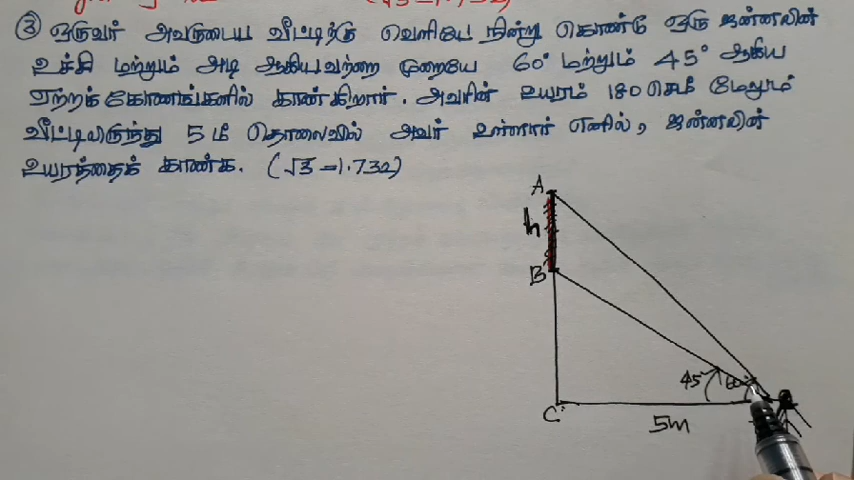 ② ஒருவர் அவருடைய வீட்டிற்கு வெளியே நின்று கொண்டு ஒரு ஜன்னலின்
உச்சி மற்றும் அடி ஆகியவற்றை முறையே 60° மற்றும் 45° ஆகிய
ஏற்றக்கோணங்களில் காண்கிறார். அவரின் உயரம் 180 செமீ மேலும்
வீட்டிலிருந்து 5 மீ தொலைவில் அவர் உள்ளார் எனில், ஜன்னலின்
உயரத்தைக் காண்க. (√3 = 1.732)
A
h
B
45° 60°
C
5m